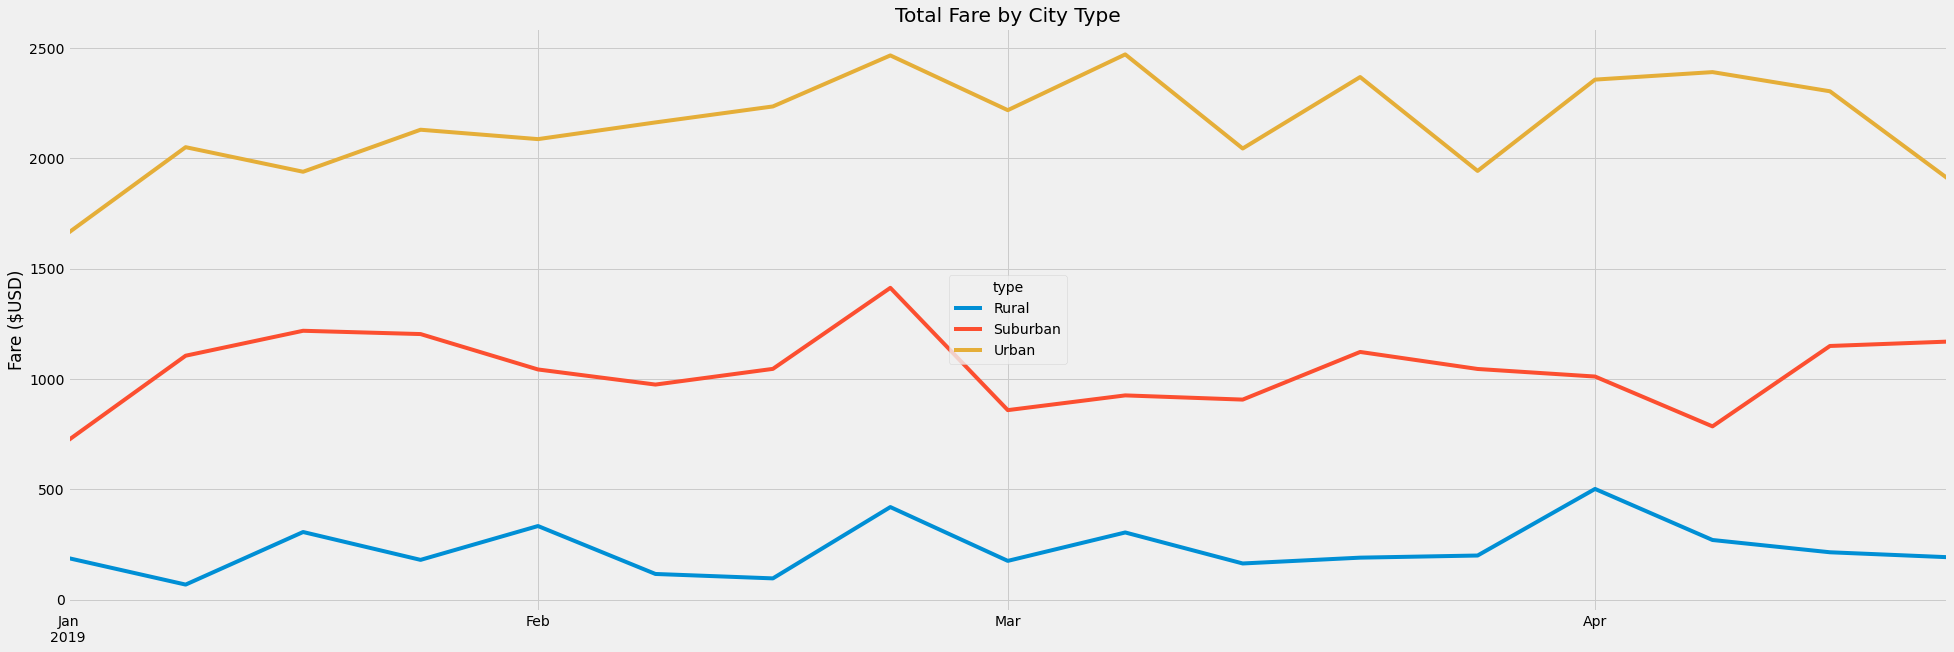 Total Fare by City Type
Fare ($USD)
2500
2000
1500
1000
500
0
type
Rural
Suburban
Urban
Jan
2019
Feb
Mar
Apr